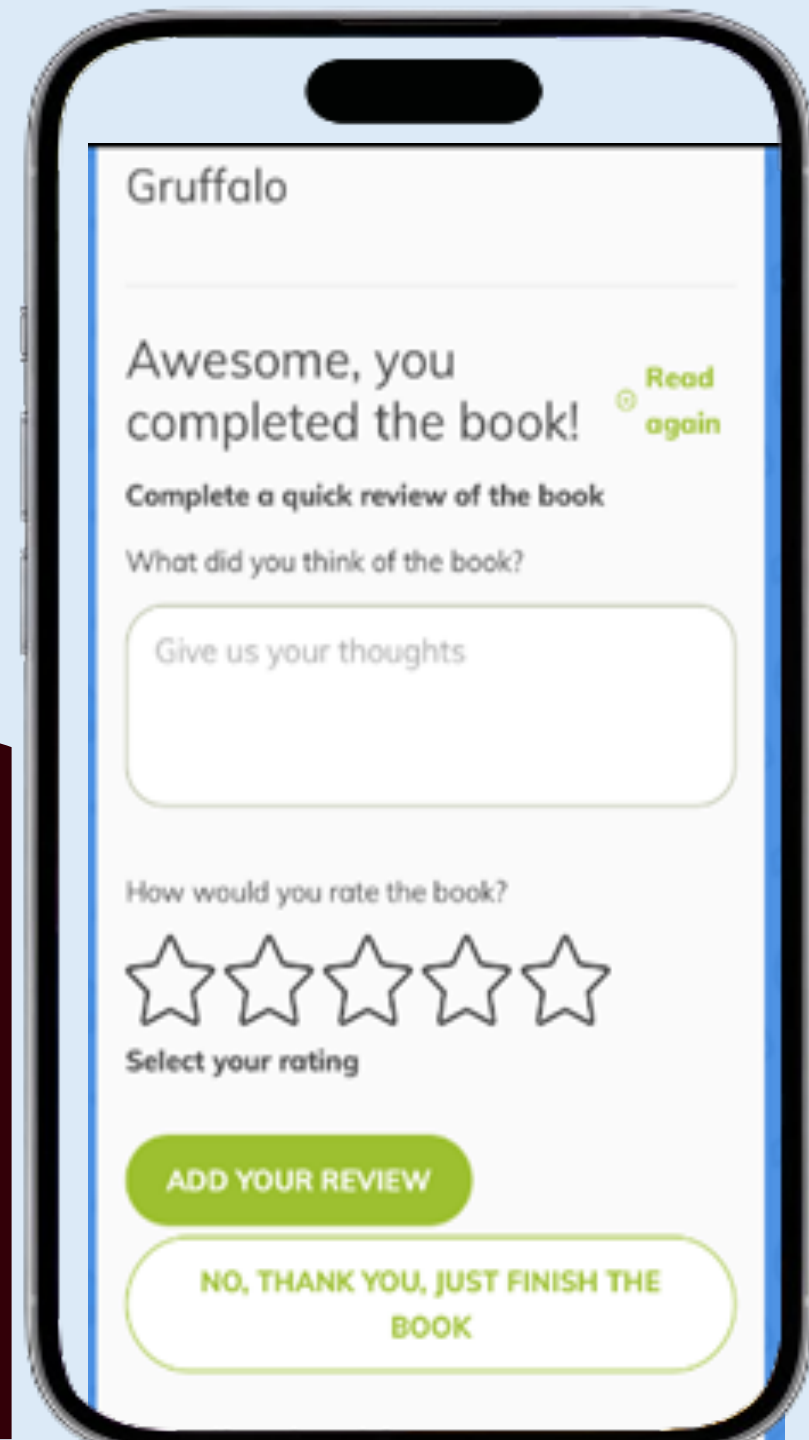 Gruffalo
Awesome, you
completed the book!
Read
again
Complete a quick review of the book
What did you think of the book?
Give us your thoughts
How would you rate the book?
Select your rating
ADD YOUR REVIEW
NO, THANK YOU, JUST FINISH THE
BOOK